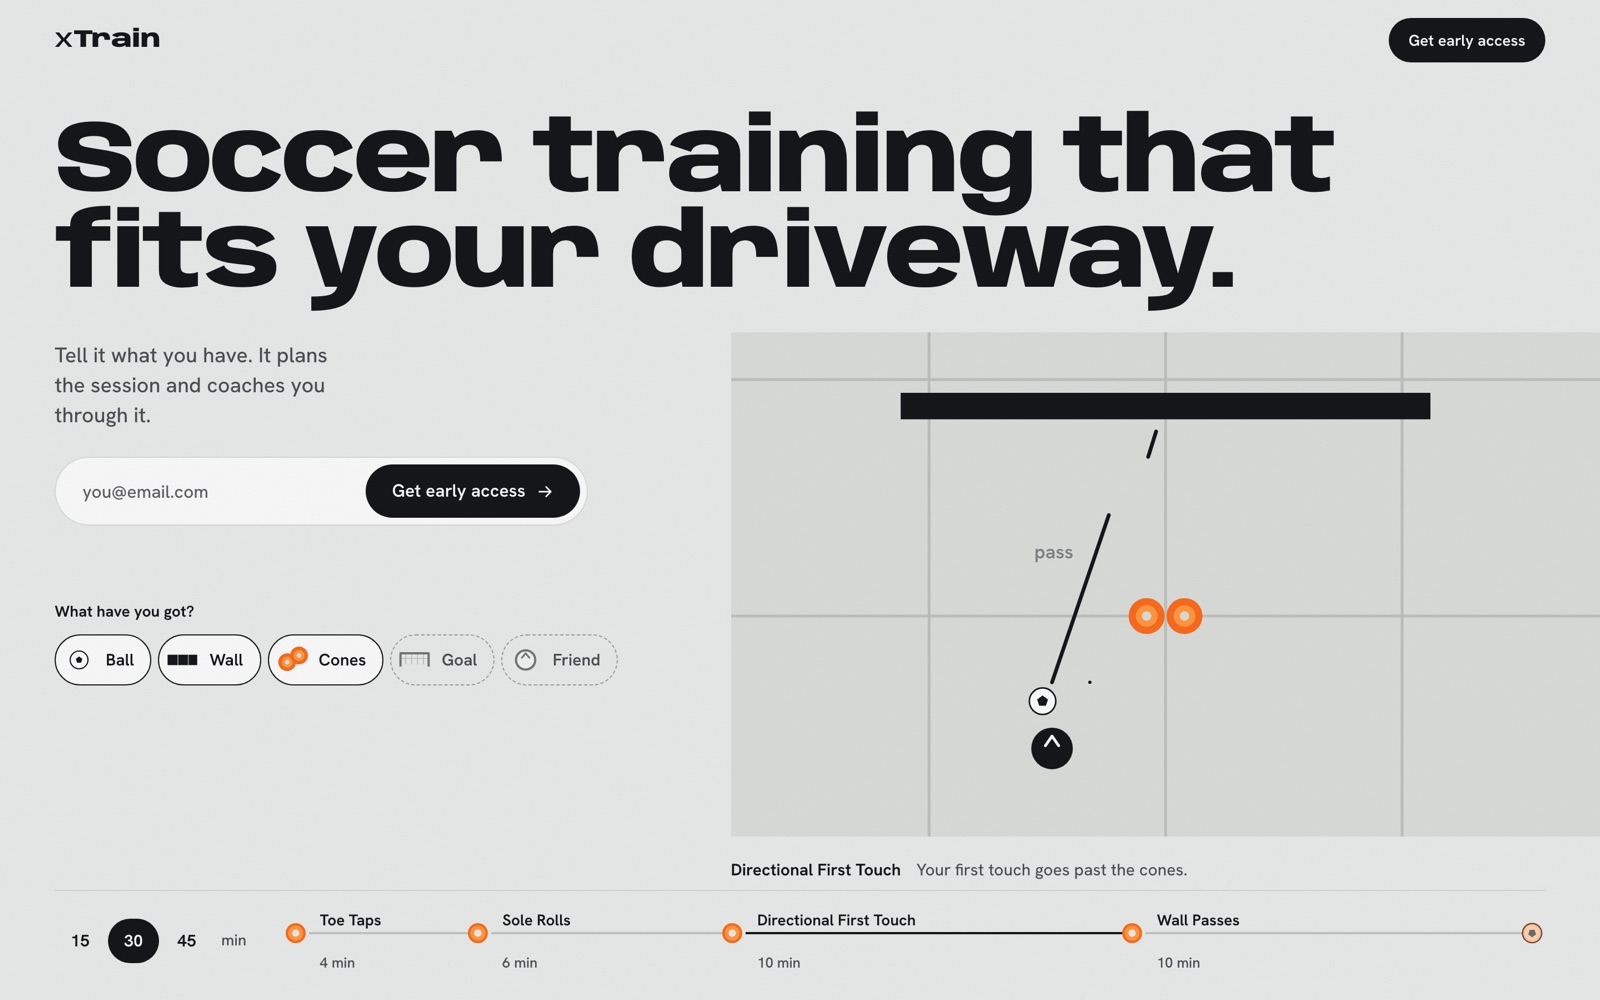 xTrain
Get early access
Soccer training that
fits your driveway.
Tell it what you have. It plans
the session and coaches you
through it.
you@email.com
Get early access →
What have you got?
Ball
Wall
Cones
Goal
Friend
pass
Directional First Touch Your first touch goes past the cones.
15 30 45 min
Toe Taps
4 min
Sole Rolls
6 min
Directional First Touch
10 min
Wall Passes
10 min